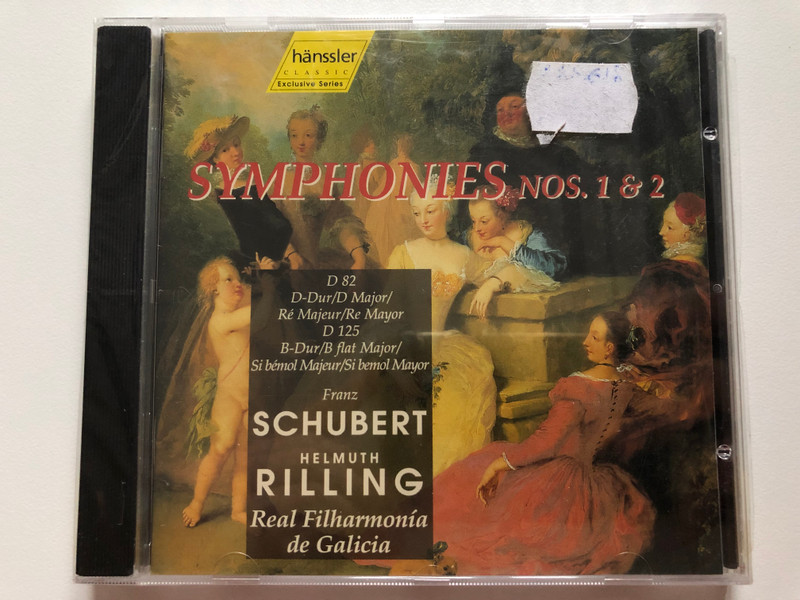 hänssler
CLASSIC
Exclusive Series
SYMPHONIES NOS. 1 & 2
D 82
D-Dur/D Major/
Ré Majeur/Re Mayor
D 125
B-Dur/B flat Major/
Si bémol Majeur/Si bemol Mayor
Franz
SCHUBERT
HELMUTH
RILLING
Real Filharmonía
de Galicia